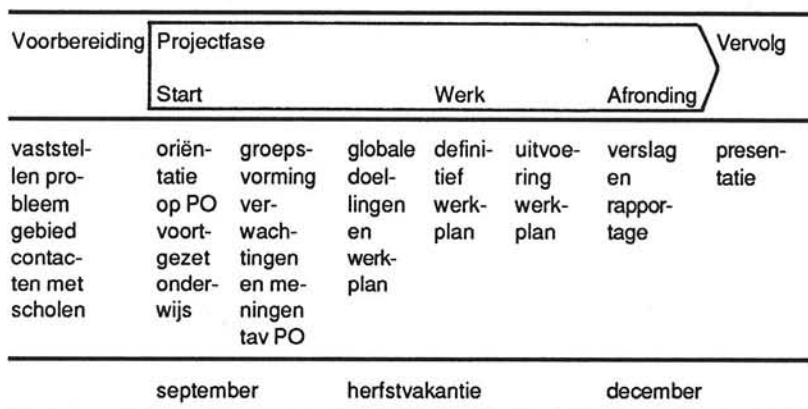 Voorbereiding Projectfase Vervolg
Start Werk Afronding
vaststel- oriën- groeps- globale defini- uitvoe- verslag presen-
len pro- tatie vorming doel- tief ring en tatie
bleem op PO ver- lingen werk- werk- rappor-
gebied voort- wach- en plan plan tage
contac- gezet tingen werk-
ten met onder- en me- plan
scholen wijs ningen
tav PO
september herfstvakantie december